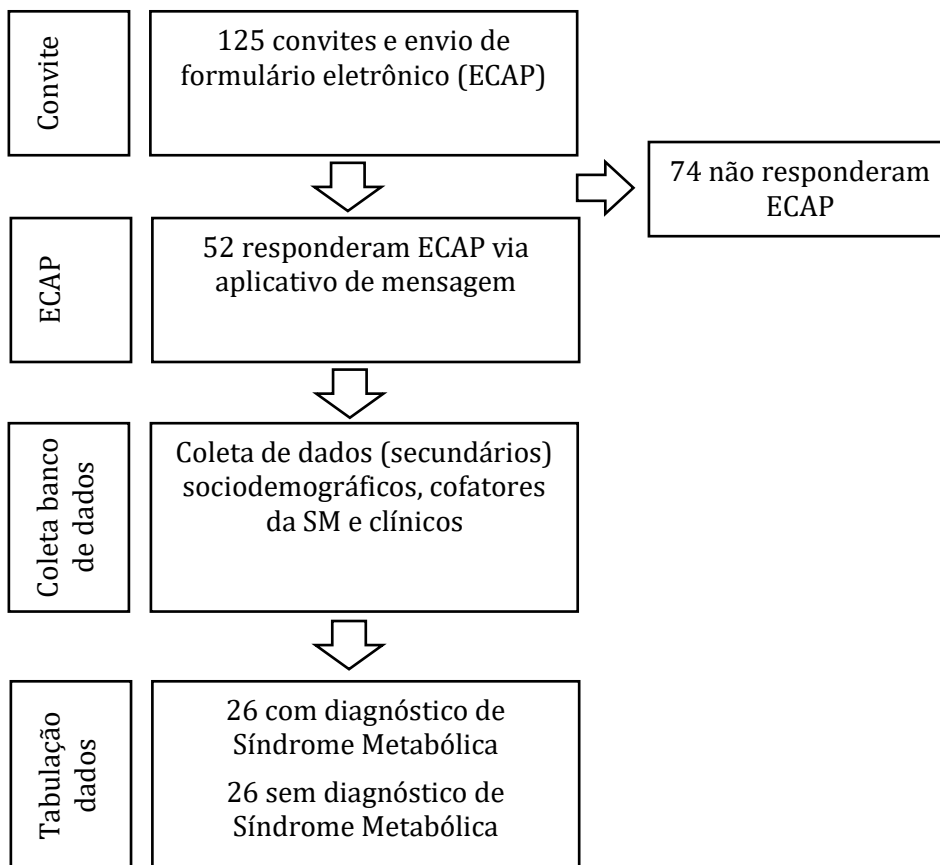 Convite
125 convites e envio de
formulário eletrônico (ECAP)
74 não responderam
ECAP
ECAP
52 responderam ECAP via
aplicativo de mensagem
Coleta banco
de dados
Coleta de dados (secundários)
sociodemográficos, cofatores
da SM e clínicos
Tabulação
dados
26 com diagnóstico de
Síndrome Metabólica
26 sem diagnóstico de
Síndrome Metabólica